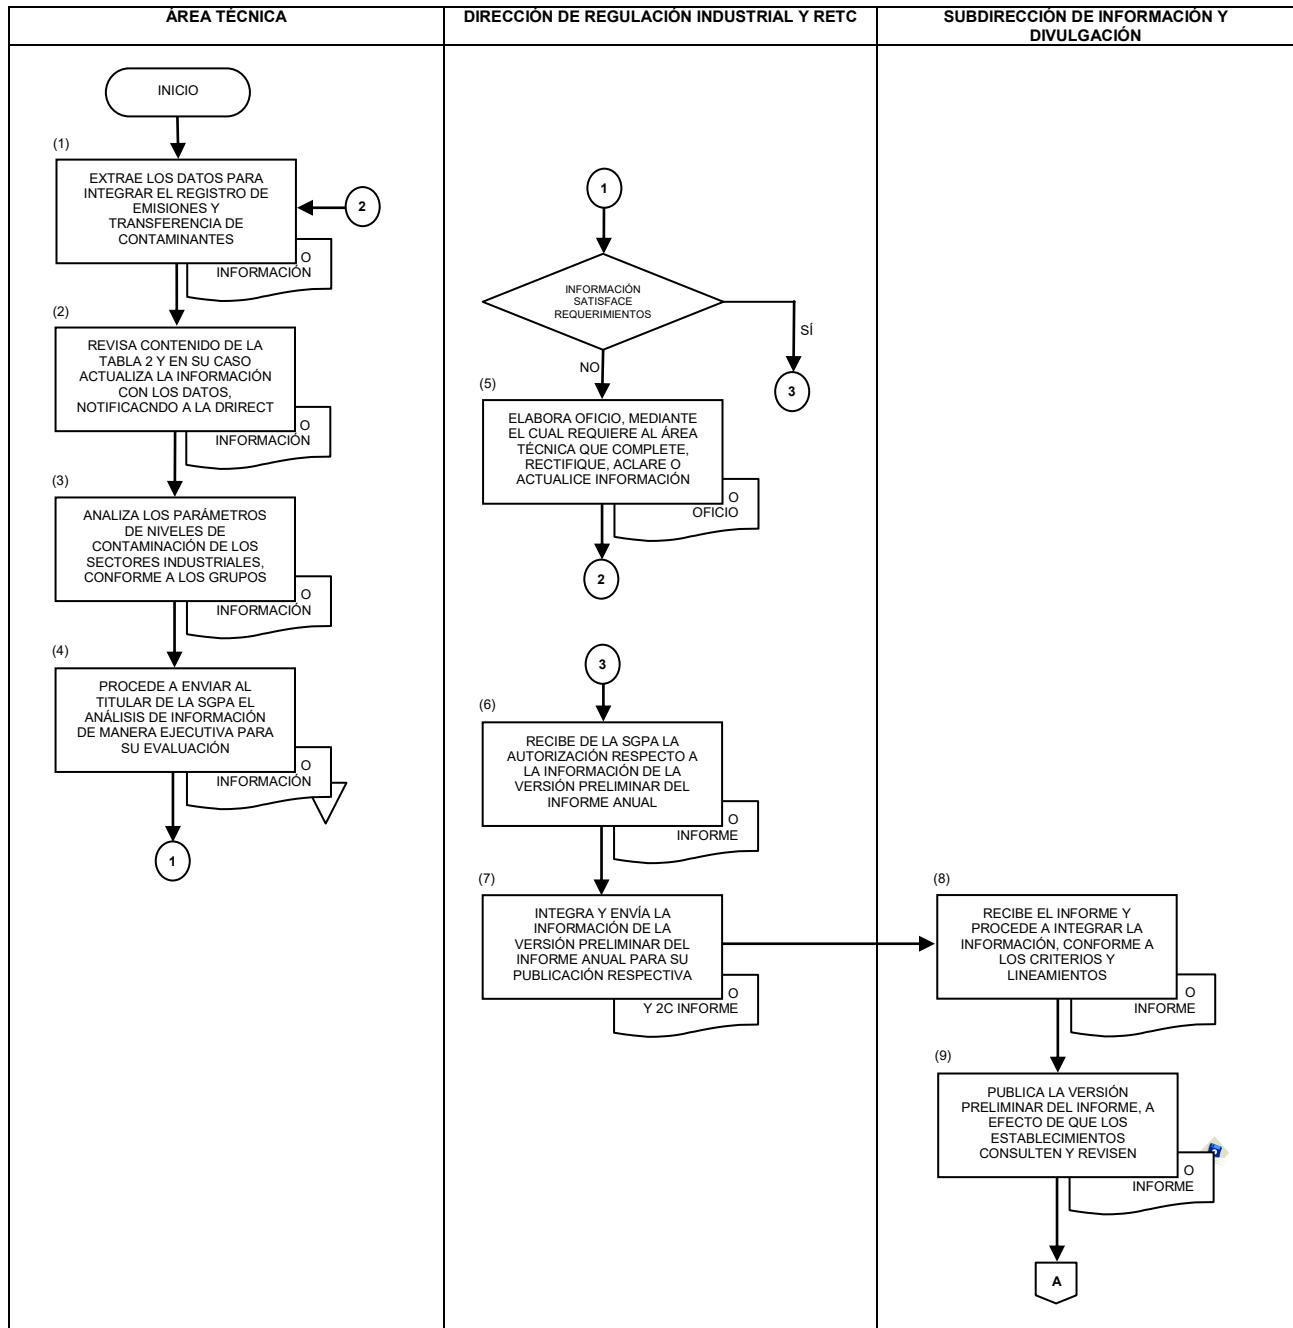 ÁREA TÉCNICA
DIRECCIÓN DE REGULACIÓN INDUSTRIAL Y RETC
SUBDIRECCIÓN DE INFORMACIÓN Y
DIVULGACIÓN
INICIO
(1)
EXTRAE LOS DATOS PARA
INTEGRAR EL REGISTRO DE
EMISIONES Y
TRANSFERENCIA DE
CONTAMINANTES
2
O
INFORMACIÓN
(2)
REVISA CONTENIDO DE LA
TABLA 2 Y EN SU CASO
ACTUALIZA LA INFORMACIÓN
CON LOS DATOS,
NOTIFICACNDO A LA DRIRECT
O
INFORMACIÓN
(3)
ANALIZA LOS PARÁMETROS
DE NIVELES DE
CONTAMINACIÓN DE LOS
SECTORES INDUSTRIALES,
CONFORME A LOS GRUPOS
O
INFORMACIÓN
(4)
PROCEDE A ENVIAR AL
TITULAR DE LA SGPA EL
ANÁLISIS DE INFORMACIÓN
DE MANERA EJECUTIVA PARA
SU EVALUACIÓN
O
INFORMACIÓN
1
1
INFORMACIÓN
SATISFACE
REQUERIMIENTOS
SÍ
NO
3
(5)
ELABORA OFICIO, MEDIANTE
EL CUAL REQUIERE AL ÁREA
TÉCNICA QUE COMPLETE,
RECTIFIQUE, ACLARE O
ACTUALICE INFORMACIÓN
O
OFICIO
2
3
(6)
RECIBE DE LA SGPA LA
AUTORIZACIÓN RESPECTO A
LA INFORMACIÓN DE LA
VERSIÓN PRELIMINAR DEL
INFORME ANUAL
O
INFORME
(7)
INTEGRA Y ENVÍA LA
INFORMACIÓN DE LA
VERSIÓN PRELIMINAR DEL
INFORME ANUAL PARA SU
PUBLICACIÓN RESPECTIVA
O
Y 2C INFORME
(8)
RECIBE EL INFORME Y
PROCEDE A INTEGRAR LA
INFORMACIÓN, CONFORME A
LOS CRITERIOS Y
LINEAMIENTOS
O
INFORME
(9)
PUBLICA LA VERSIÓN
PRELIMINAR DEL INFORME, A
EFECTO DE QUE LOS
ESTABLECIMIENTOS
CONSULTEN Y REVISEN
O
INFORME
A